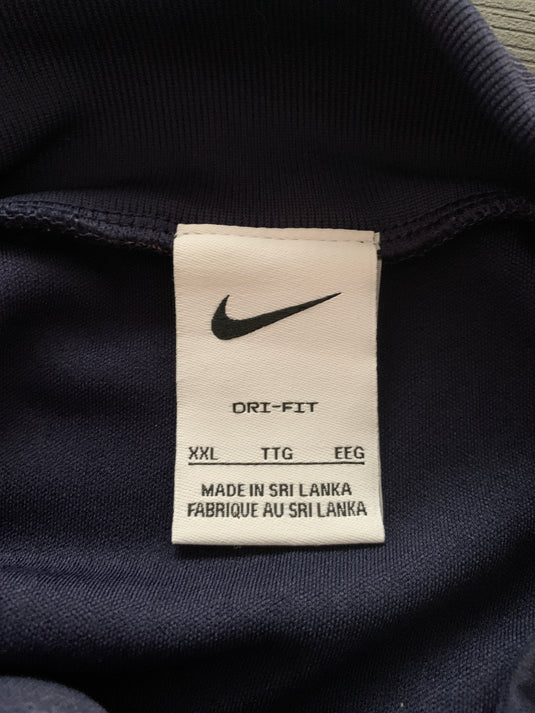 DRI-FIT
XXL TTG EEG
MADE IN SRI LANKA
FABRIQUE AU SRI LANKA